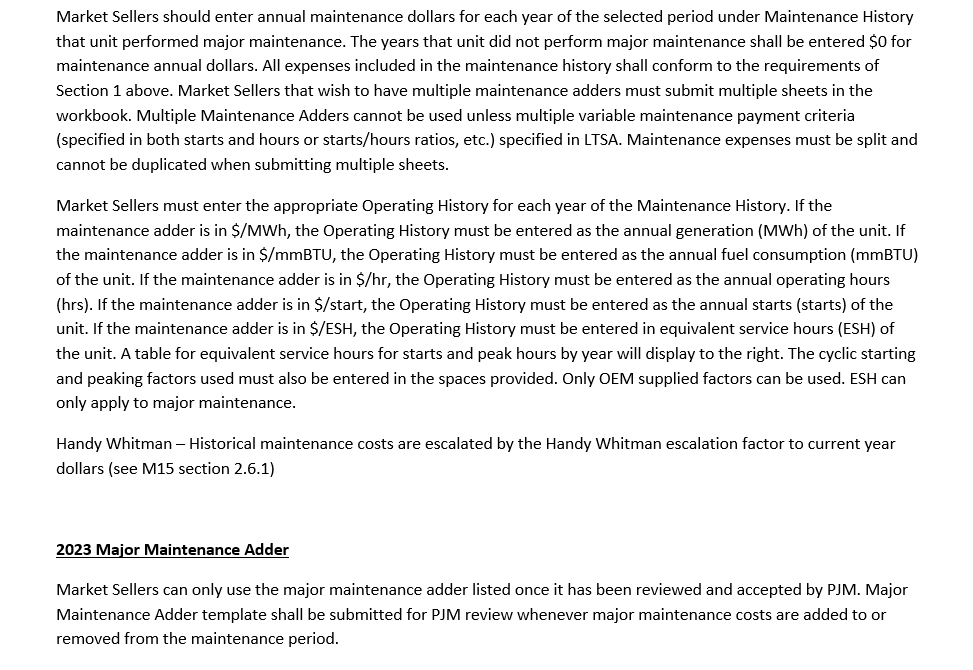 Market Sellers should enter annual maintenance dollars for each year of the selected period under Maintenance History
that unit performed major maintenance. The years that unit did not perform major maintenance shall be entered $0 for
maintenance annual dollars. All expenses included in the maintenance history shall conform to the requirements of
Section 1 above. Market Sellers that wish to have multiple maintenance adders must submit multiple sheets in the
workbook. Multiple Maintenance Adders cannot be used unless multiple variable maintenance payment criteria
(specified in both starts and hours or starts/hours ratios, etc.) specified in LTSA. Maintenance expenses must be split and
cannot be duplicated when submitting multiple sheets.
Market Sellers must enter the appropriate Operating History for each year of the Maintenance History. If the
maintenance adder is in $/MWh, the Operating History must be entered as the annual generation (MWh) of the unit. If
the maintenance adder is in $/mmBTU, the Operating History must be entered as the annual fuel consumption (mmBTU)
of the unit. If the maintenance adder is in $/hr, the Operating History must be entered as the annual operating hours
(hrs). If the maintenance adder is in $/start, the Operating History must be entered as the annual starts (starts) of the
unit. If the maintenance adder is in $/ESH, the Operating History must be entered in equivalent service hours (ESH) of
the unit. A table for equivalent service hours for starts and peak hours by year will display to the right. The cyclic starting
and peaking factors used must also be entered in the spaces provided. Only OEM supplied factors can be used. ESH can
only apply to major maintenance.
Handy Whitman – Historical maintenance costs are escalated by the Handy Whitman escalation factor to current year
dollars (see M15 section 2.6.1)
2023 Major Maintenance Adder
Market Sellers can only use the major maintenance adder listed once it has been reviewed and accepted by PJM. Major
Maintenance Adder template shall be submitted for PJM review whenever major maintenance costs are added to or
removed from the maintenance period.